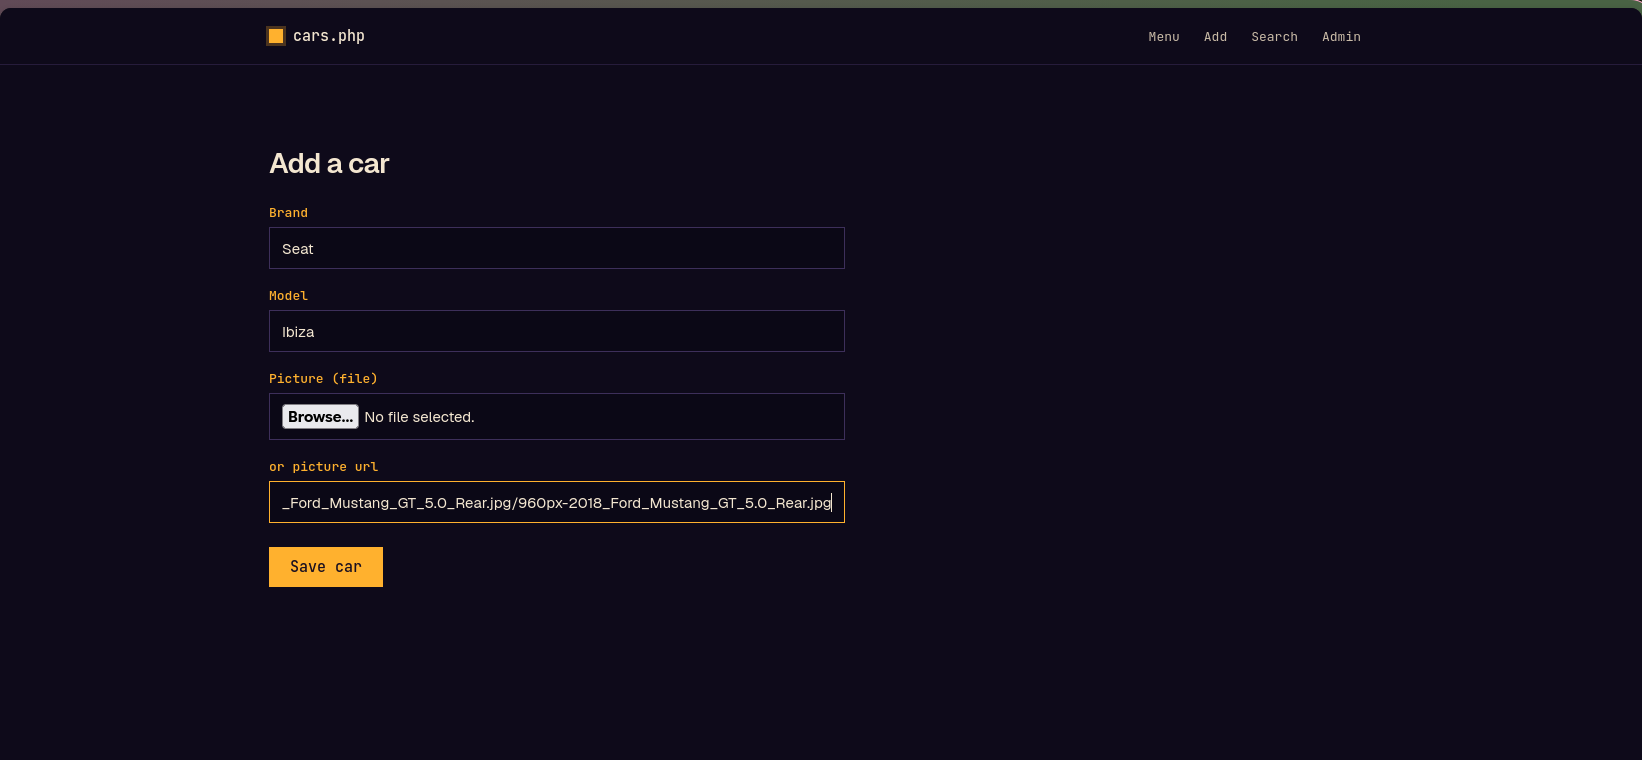 cars.php
Menu Add Search Admin
Add a car
Brand
Seat
Model
Ibiza
Picture (file)
Browse... No file selected.
or picture url
_Ford_Mustang_GT_5.0_Rear.jpg/960px-2018_Ford_Mustang_GT_5.0_Rear.jpg
Save car